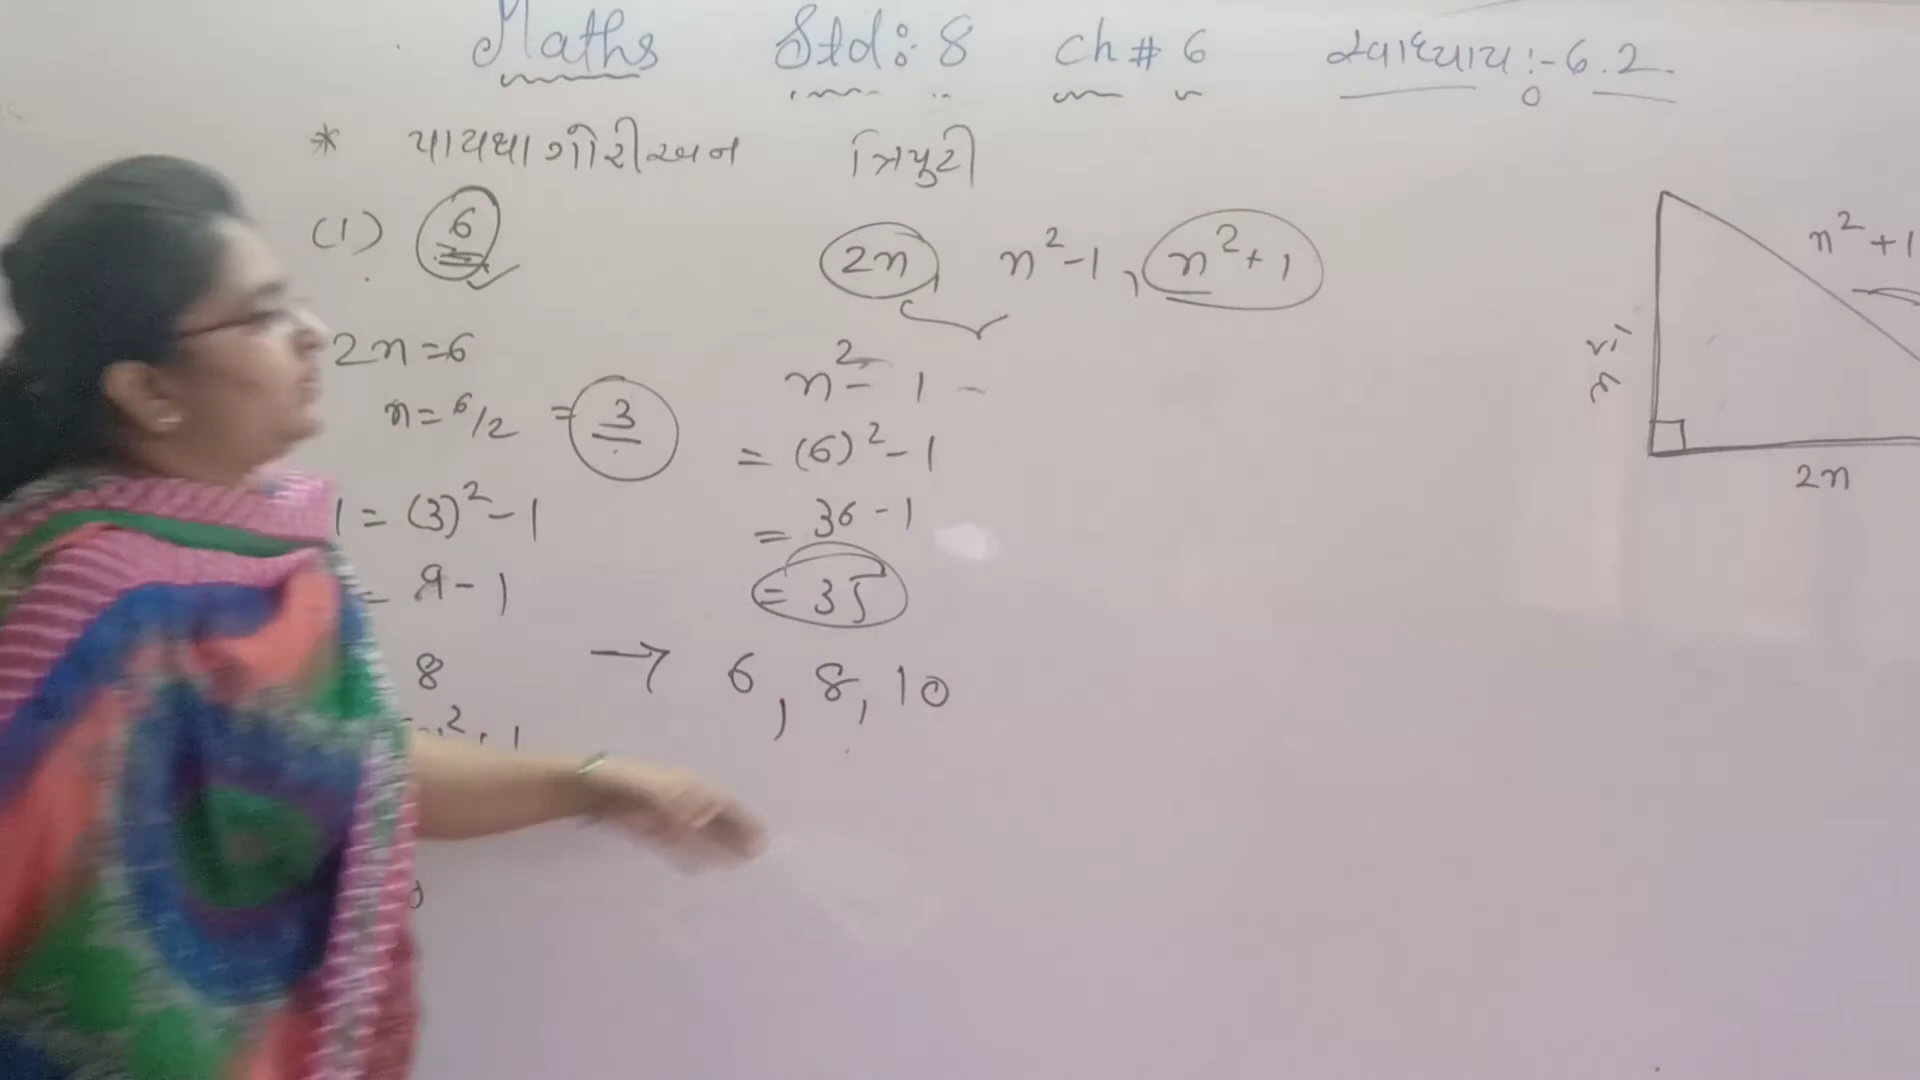 Maths Std:- 8 Ch # 6 સ્વાધ્યાય :- 6.2.
* પાયથાગોરીઅન ત્રિપુટી
(1) 6
2n, n²-1, n²+1
2n = 6
n = 6/2 = 3
1 = (3)² - 1
= 9 - 1
8
n² - 1
= (6)² - 1
= 36 - 1
= 35
→ 6, 8, 10
n²+1
n²-1
2n